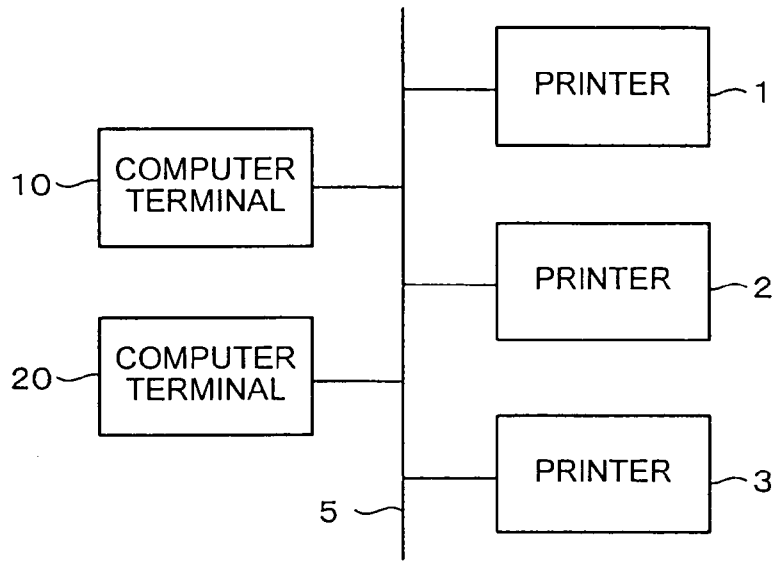 PRINTER
1
COMPUTER
TERMINAL
10
PRINTER
2
COMPUTER
TERMINAL
20
PRINTER
3
5